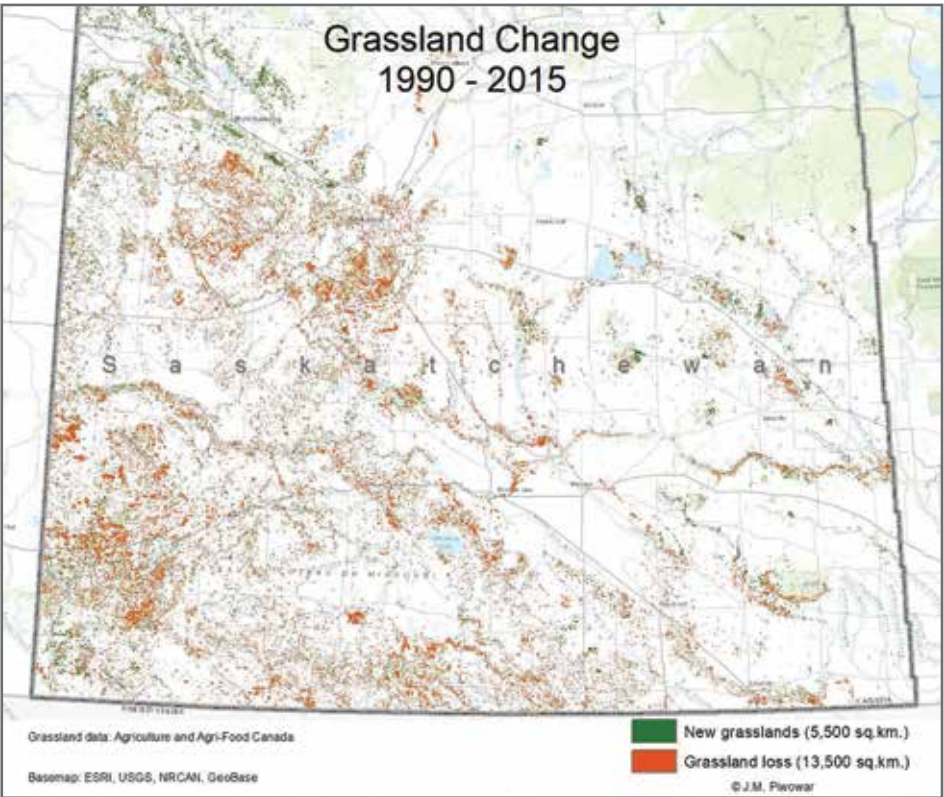 Grassland Change
1990 - 2015
Saskatchewan
Grassland data: Agriculture and Agri-Food Canada
Basemap: ESRI, USGS, NRCAN, GeoBase
New grasslands (5,500 sq.km.)
Grassland loss (13,500 sq.km.)
© J.M. Piwowar